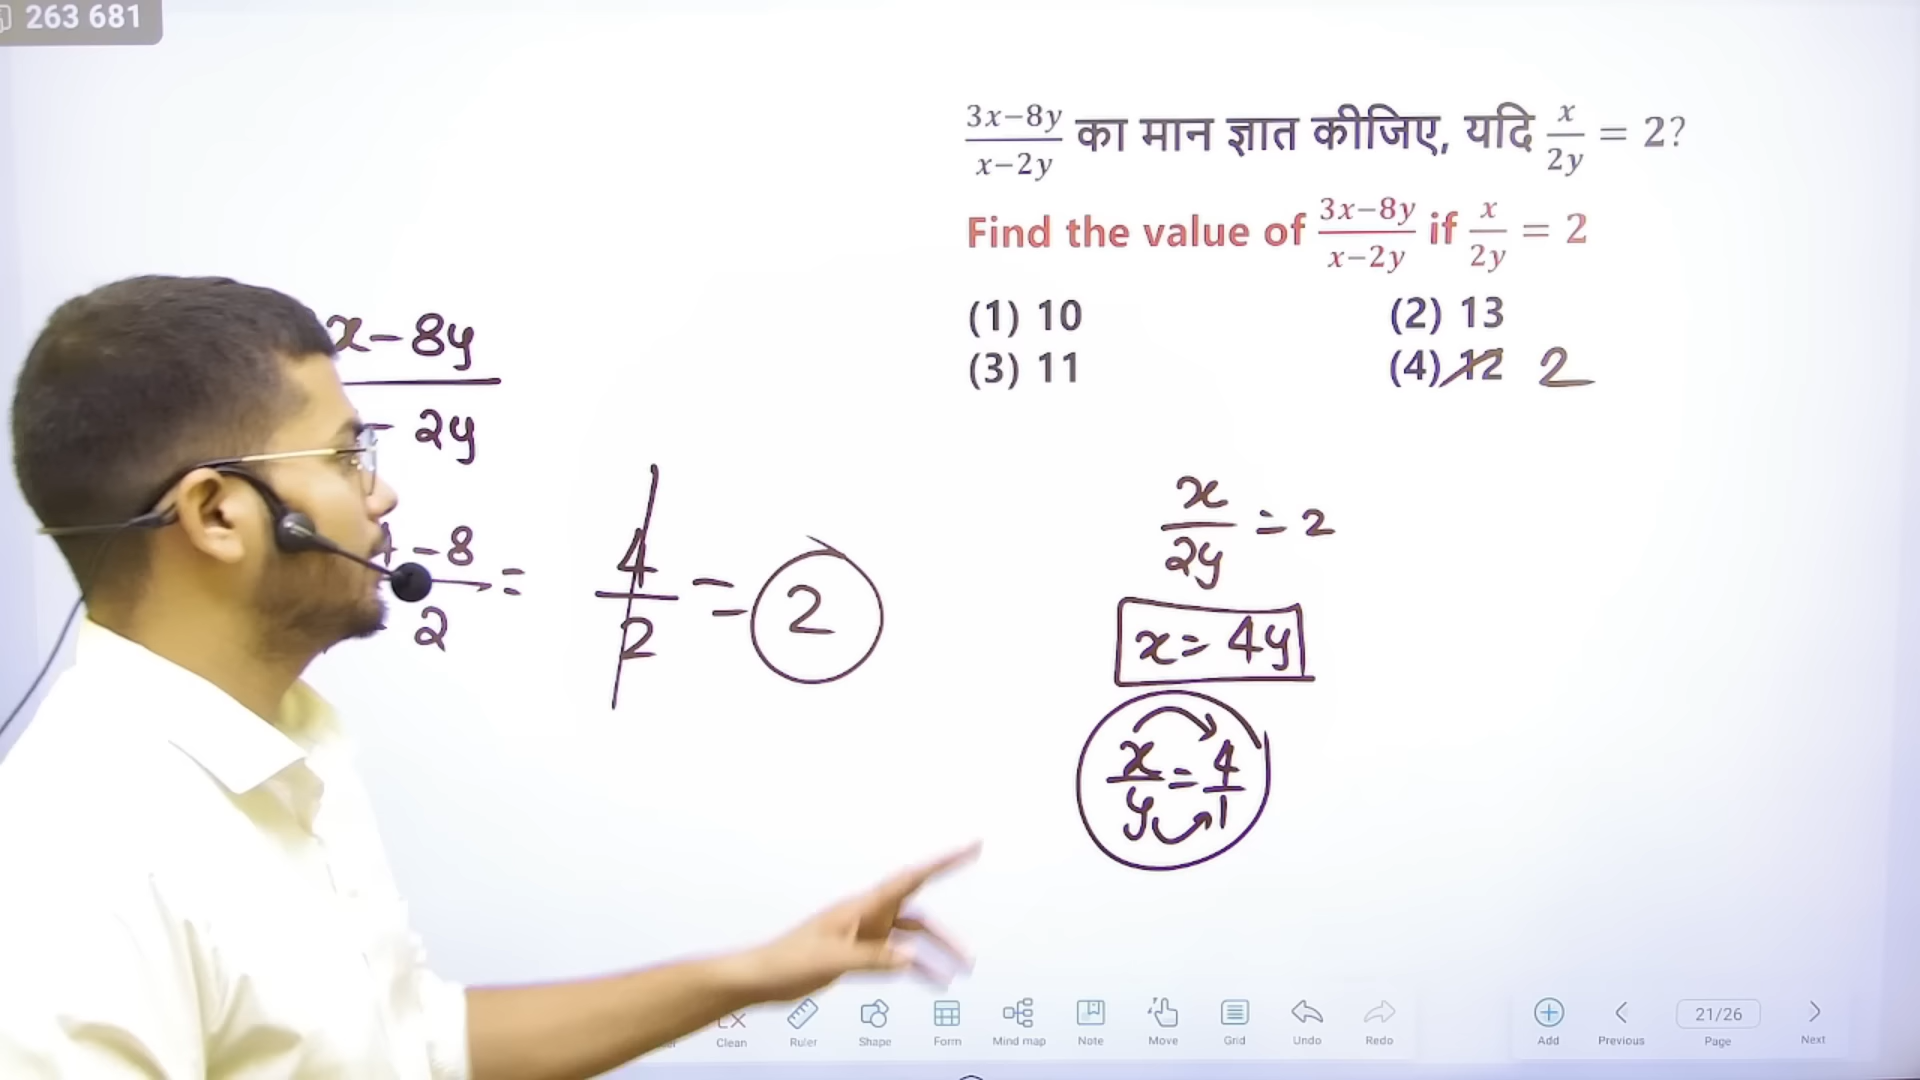 263 681
3x−8y/x−2y का मान ज्ञात कीजिए, यदि x/2y = 2?
Find the value of 3x−8y/x−2y if x/2y = 2
(1) 10 (2) 13
(3) 11 (4) 12 2
x − 8y
− 2y
− 8
2
=
4/2 = 2
x/2y = 2
x = 4y
x/y = 4/1
Clean Ruler Shape Form Mind map Note Move Grid Undo Redo Add Previous 21/26 Page Next